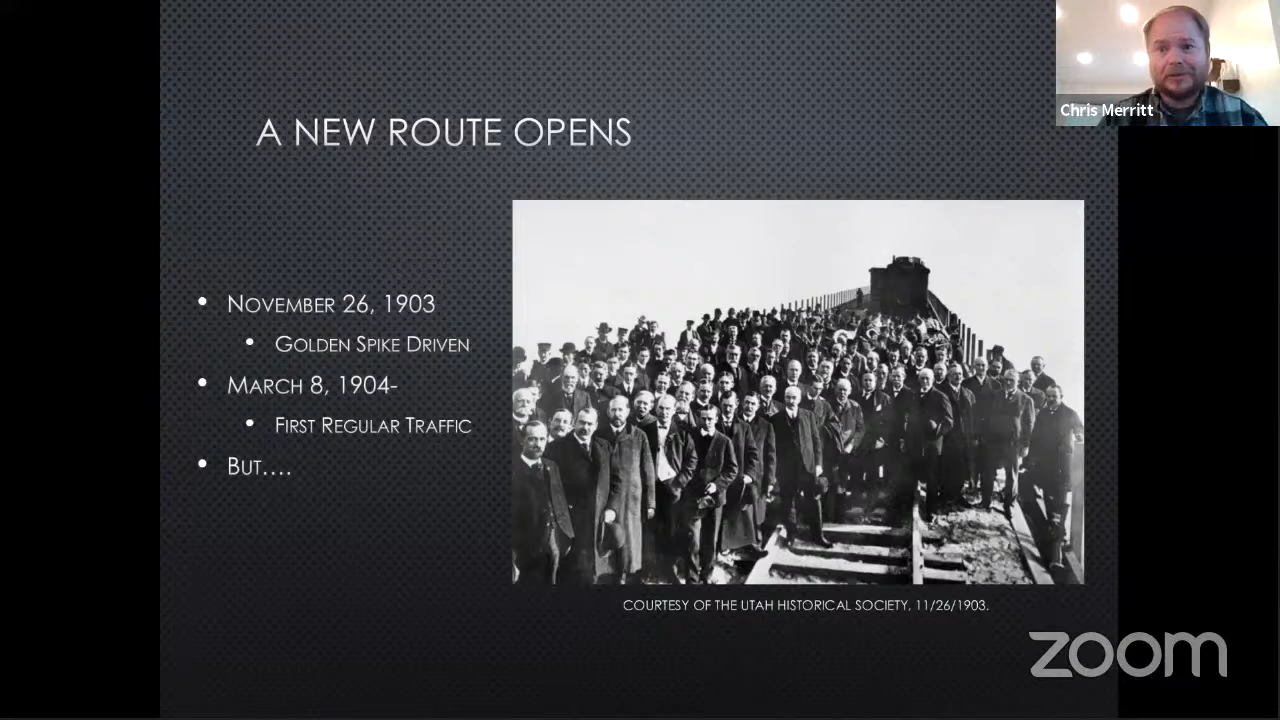 Chris Merritt
A NEW ROUTE OPENS
• NOVEMBER 26, 1903
• GOLDEN SPIKE DRIVEN
• MARCH 8, 1904-
• FIRST REGULAR TRAFFIC
• BUT....
COURTESY OF THE UTAH HISTORICAL SOCIETY, 11/26/1903.
zoom